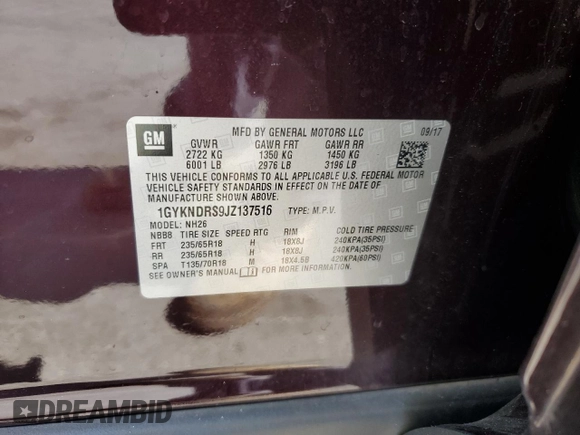 GM
MFD BY GENERAL MOTORS LLC 09/17
GVWR GAWR FRT GAWR RR
2722 KG 1350 KG 1450 KG
6001 LB 2976 LB 3196 LB
THIS VEHICLE CONFORMS TO ALL APPLICABLE U.S. FEDERAL MOTOR
VEHICLE SAFETY STANDARDS IN EFFECT ON THE DATE OF
MANUFACTURE SHOWN ABOVE.
1GYKNDRS9JZ137516 TYPE: M.P.V.
MODEL: NH26
NBB8 TIRE SIZE SPEED RTG RIM COLD TIRE PRESSURE
FRT 235/65R18 H 18X8J 240KPA(35PSI)
RR 235/65R18 H 18X8J 240KPA(35PSI)
SPA T135/70R18 M 18X4.5B 420KPA(60PSI)
SEE OWNER'S MANUAL FOR MORE INFORMATION.
DREAMBID